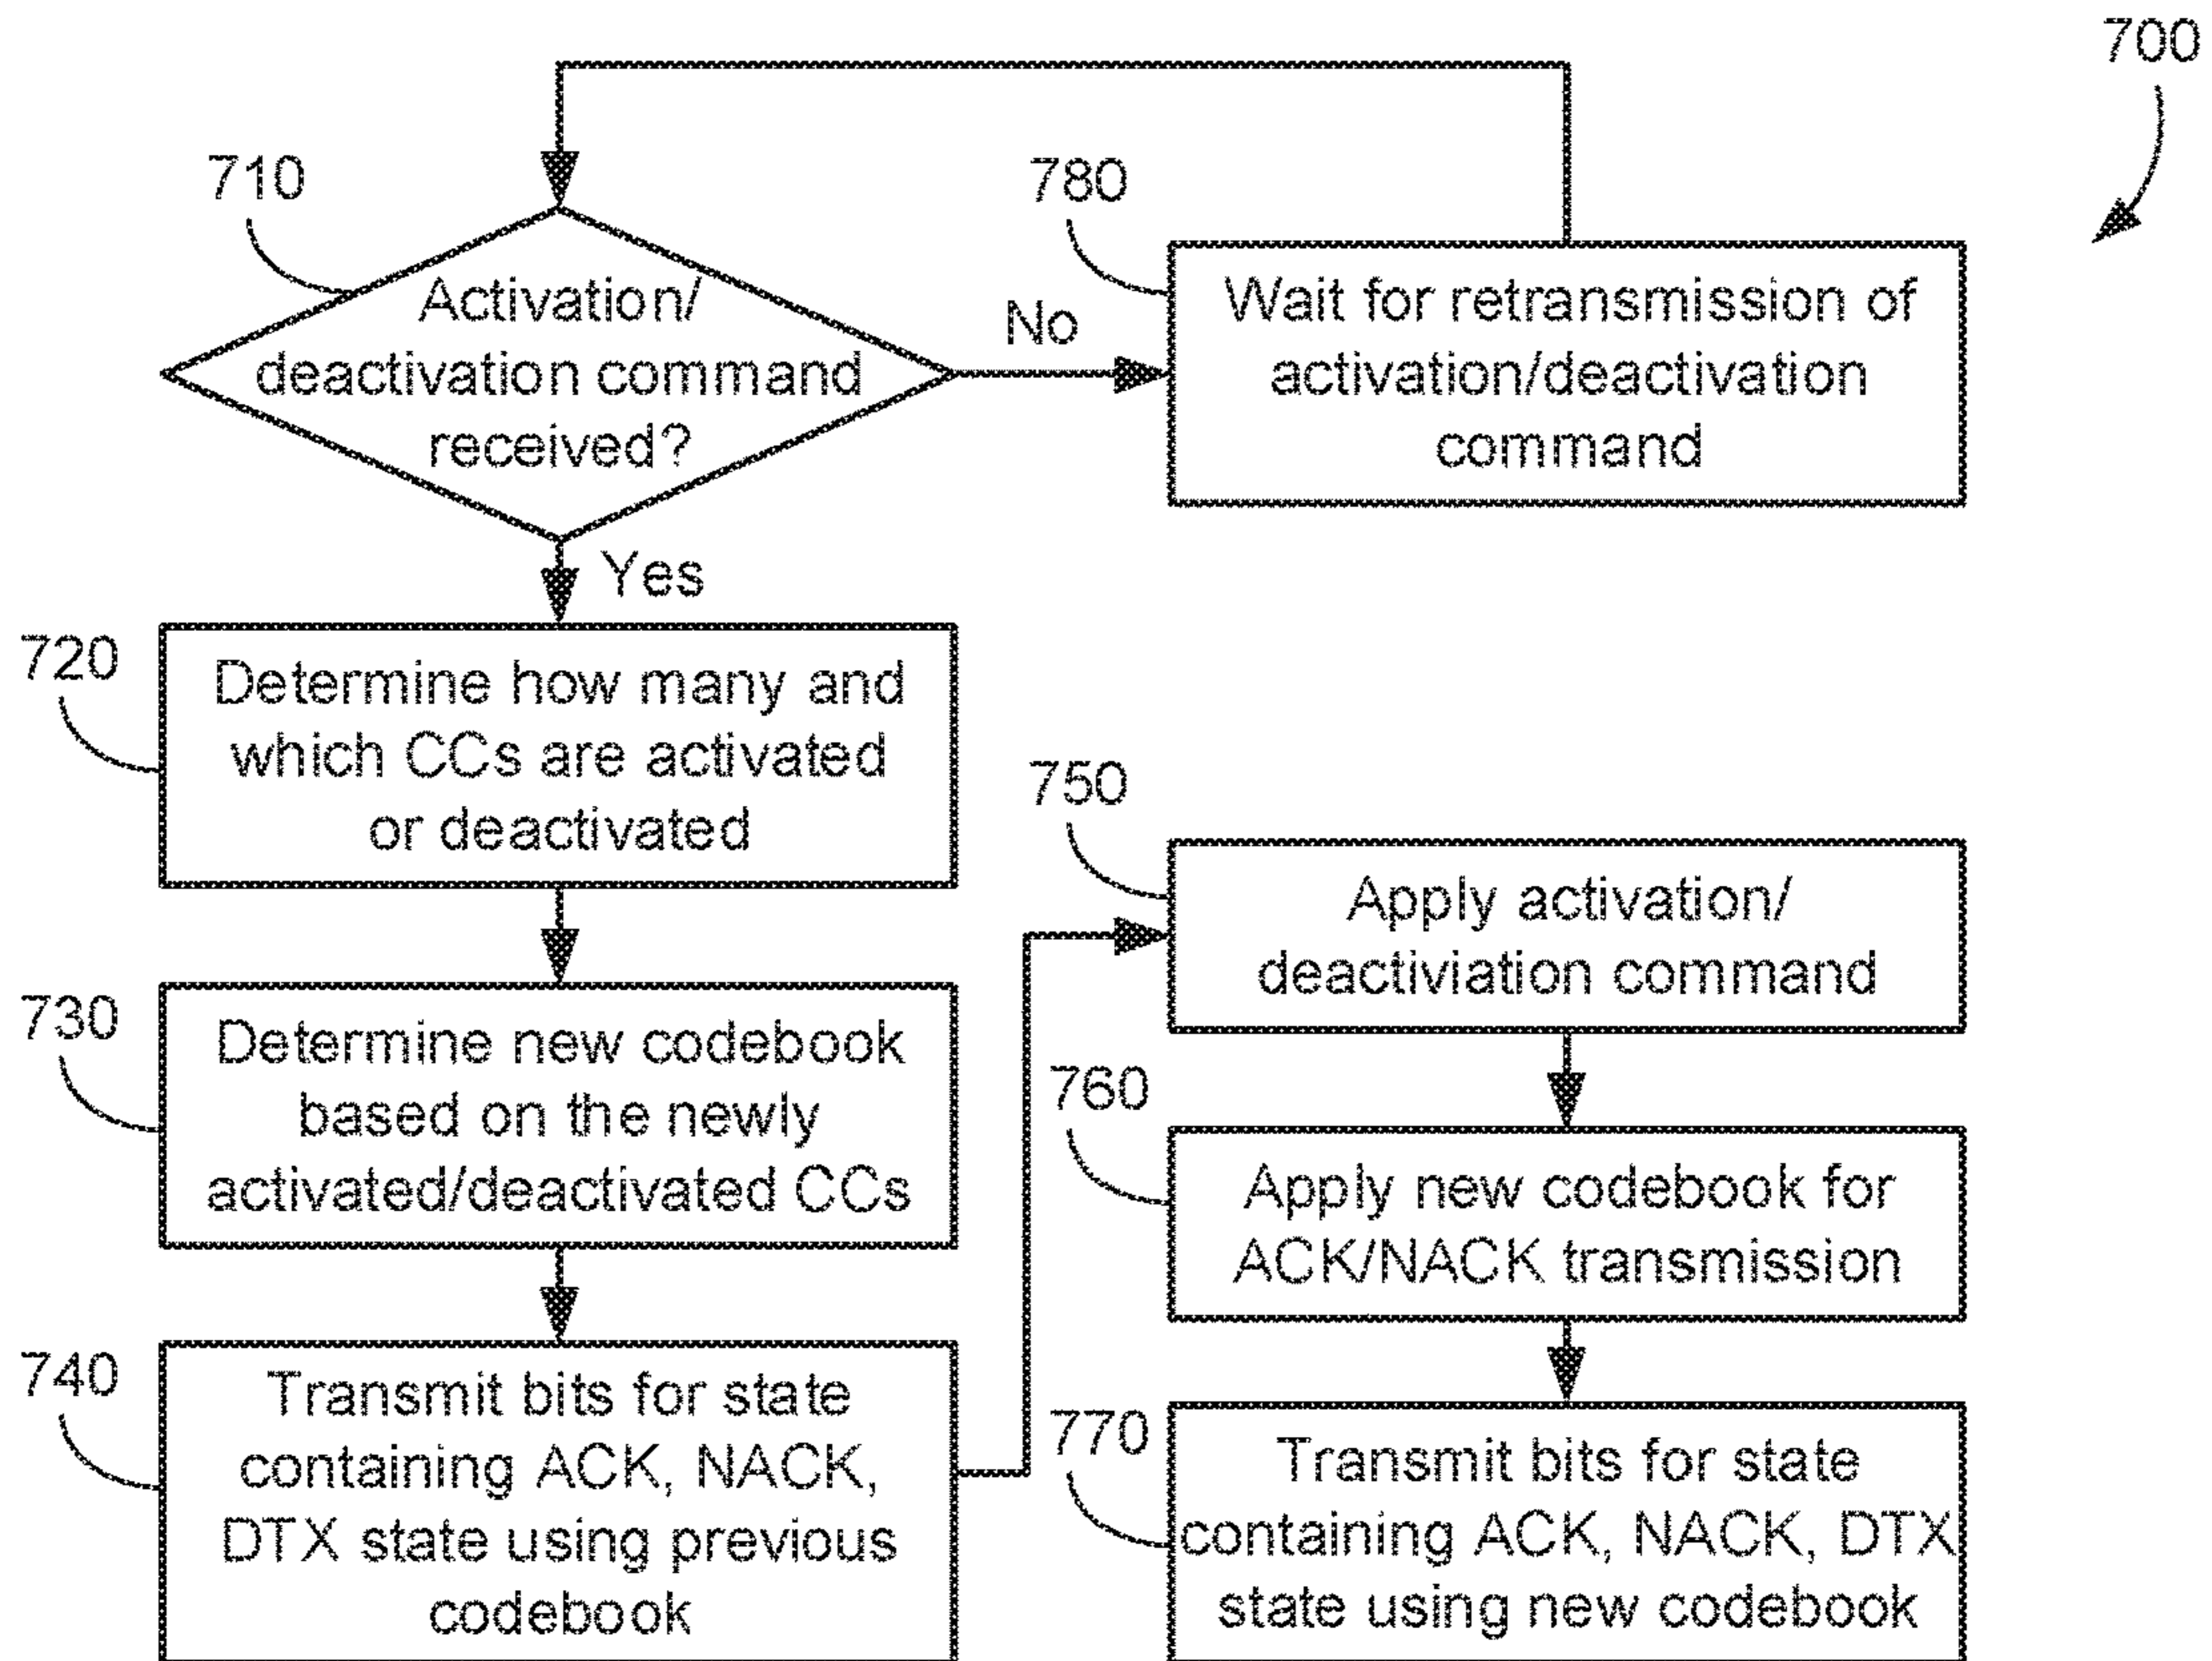 700
710
Activation/
deactivation command
received?
No
Yes
780
Wait for retransmission of
activation/deactivation
command
720
Determine how many and
which CCs are activated
or deactivated
730
Determine new codebook
based on the newly
activated/deactivated CCs
740
Transmit bits for state
containing ACK, NACK,
DTX state using previous
codebook
750
Apply activation/
deactiviation command
760
Apply new codebook for
ACK/NACK transmission
770
Transmit bits for state
containing ACK, NACK, DTX
state using new codebook